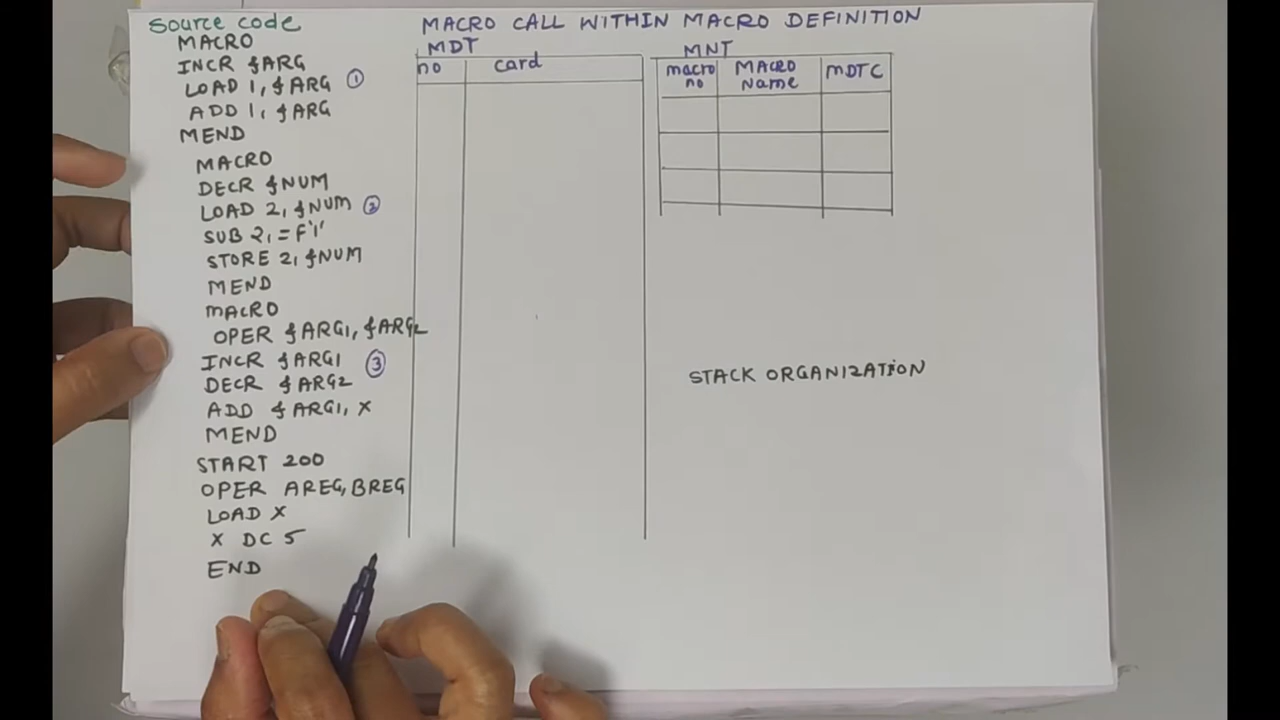 Source code
MACRO
INCR &ARG
LOAD 1, &ARG ①
ADD 1, &ARG
MEND
MACRO
DECR &NUM
LOAD 2, &NUM ②
SUB 2, =F'1'
STORE 2, &NUM
MEND
MACRO
OPER &ARG1, &ARG2
INCR &ARG1
DECR &ARG2 ③
ADD &ARG1, X
MEND
START 200
OPER AREG, BREG
LOAD X
X DC 5
END
MACRO CALL WITHIN MACRO DEFINITION
MDT
no card
MNT
macro no MACRO Name MDTC
STACK ORGANIZATION